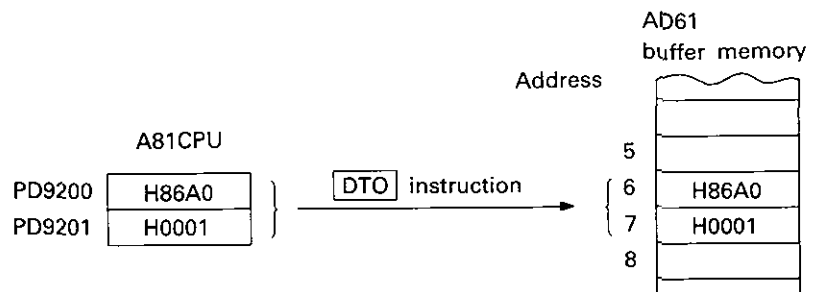 AD61
buffer memory
Address
A81CPU
5
PD9200 H86A0 DTO instruction 6 H86A0
PD9201 H0001 7 H0001
8